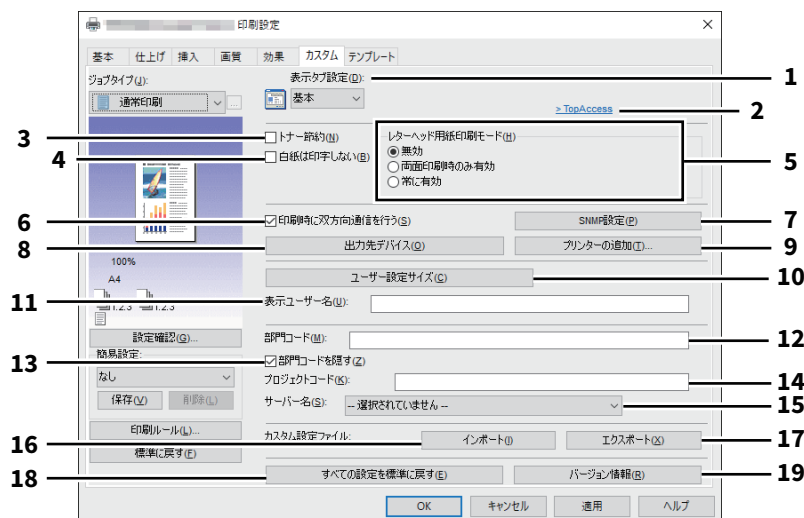 印刷設定
基本 仕上げ 挿入 画質 効果 カスタム テンプレート
ジョブタイプ(J):
通常印刷
...
表示タブ設定(D):
1
基本
> TopAccess
2
3
トナー節約(N)
4
白紙は印字しない(B)
レターヘッド用紙印刷モード(H)
無効
両面印刷時のみ有効
常に有効
5
6
印刷時に双方向通信を行う(S)
SNMP設定(P)
7
8
出力先デバイス(O)
プリンターの追加(T)...
9
100%
A4
1.2.3 1.2.3
ユーザー設定サイズ(C)
10
11
表示ユーザー名(U):
設定確認(G)...
部門コード(M):
12
簡易設定:
13
部門コードを隠す(Z)
なし
プロジェクトコード(K):
14
保存(V) 削除(L)
サーバー名(S):
-- 選択されていません --
15
印刷ルール(L)...
16
カスタム設定ファイル:
インポート(I)
エクスポート(X)
17
標準に戻す(F)
18
すべての設定を標準に戻す(E)
バージョン情報(R)
19
OK キャンセル 適用 ヘルプ